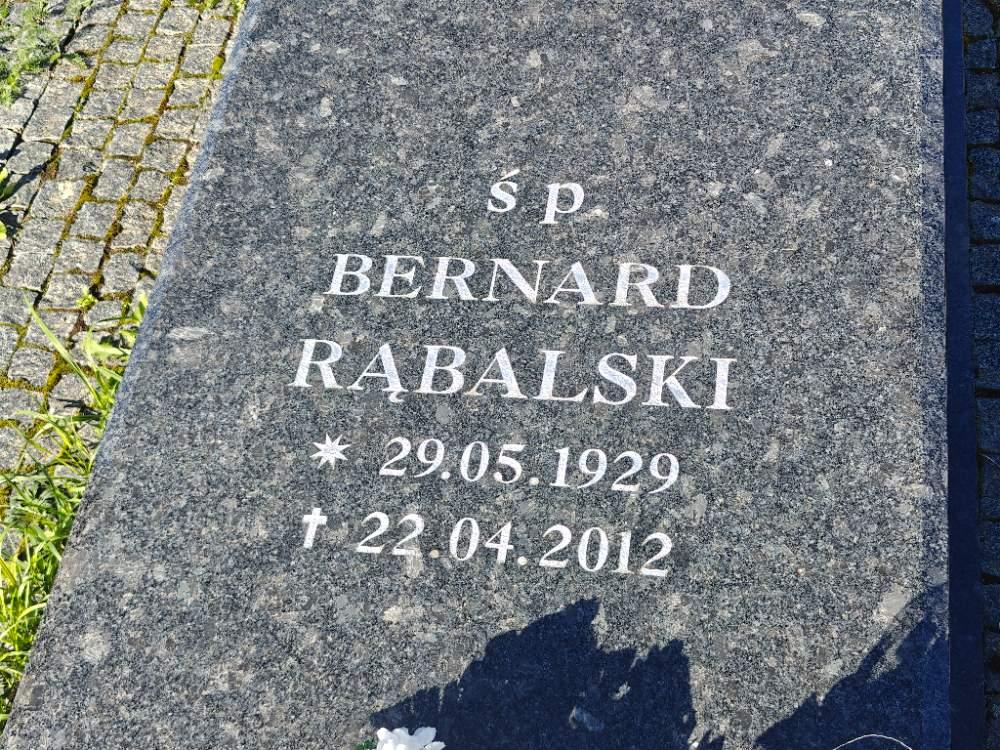 ś p
BERNARD
RĄBALSKI
✷ 29.05.1929
✝ 22.04.2012